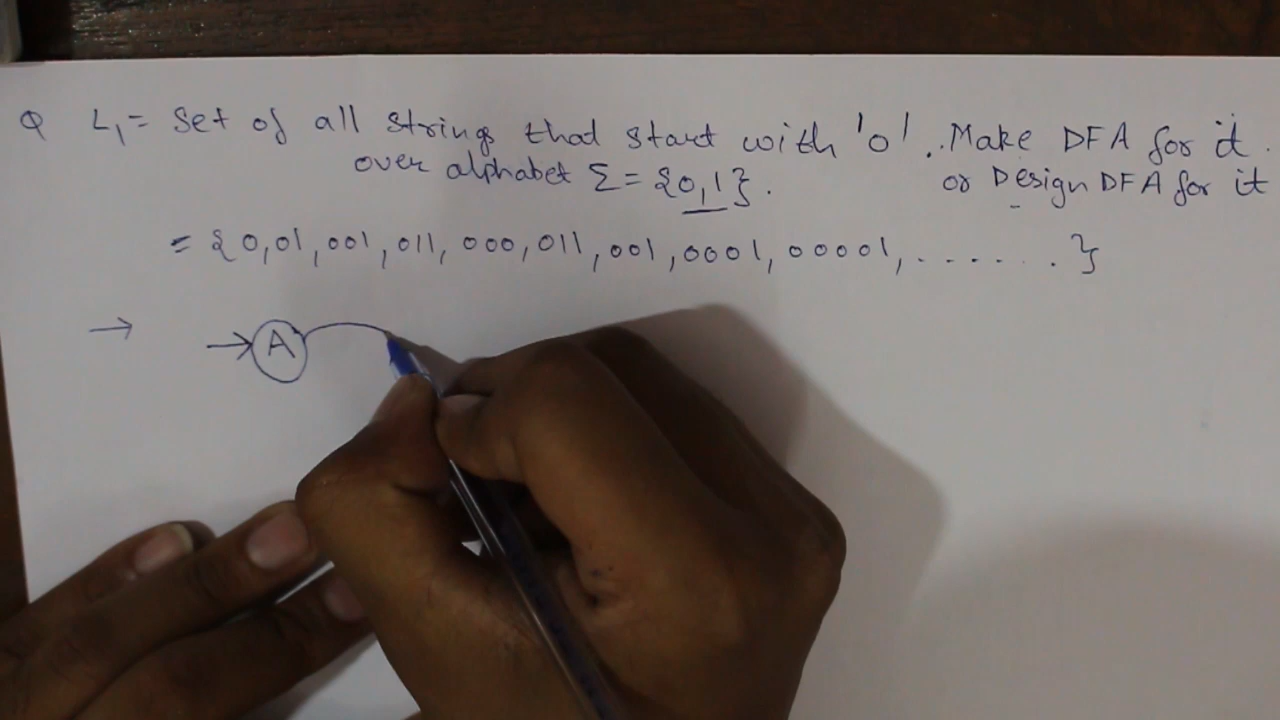 Q L₁ = Set of all strings that start with '0'. Make DFA for it.
over alphabet Σ = {0,1}. or Design DFA for it
= {0,01,001,011,000,011,001,0001,00001,.......}
→ → A